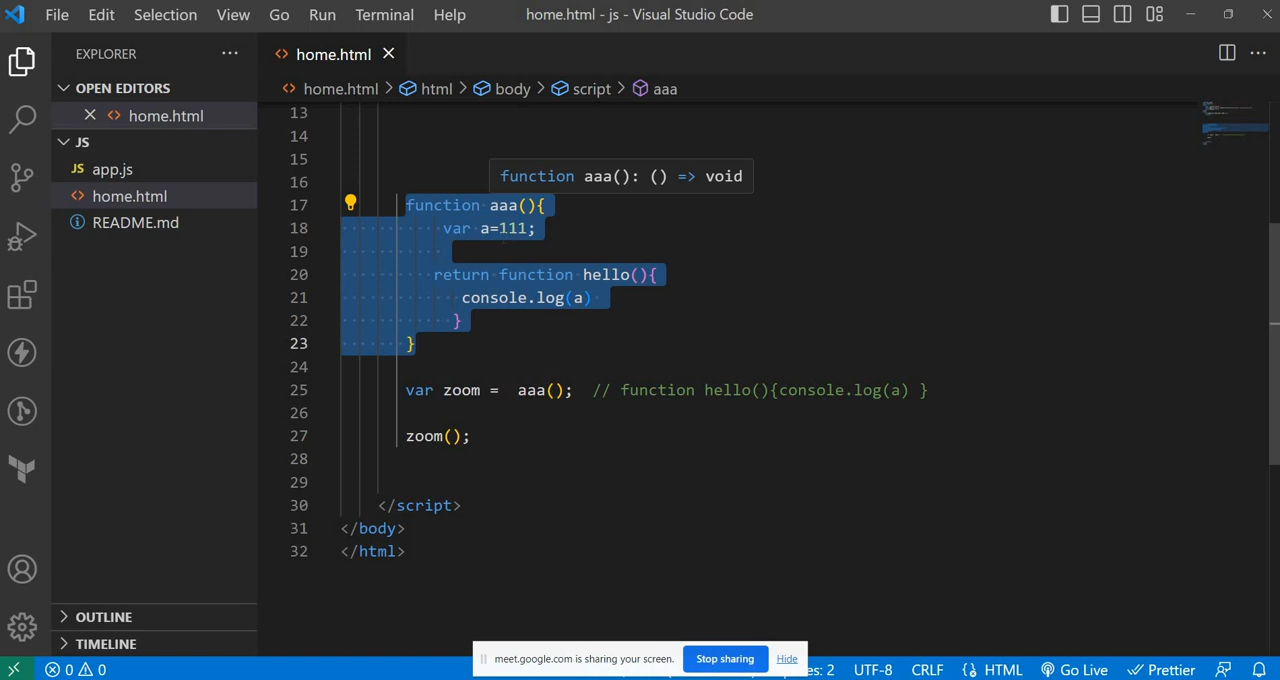 File Edit Selection View Go Run Terminal Help home.html - js - Visual Studio Code
EXPLORER ···
home.html
OPEN EDITORS
home.html > html > body > script > aaa
home.html
JS
JS app.js
home.html
README.md
13
14
15
16 function aaa(): () => void
17 function aaa(){
18 var a=111;
19
20 return function hello(){
21 console.log(a)
22 }
23 }
24
25 var zoom =  aaa();  // function hello(){console.log(a) }
26
27 zoom();
28
29
30 </script>
31 </body>
32 </html>
OUTLINE
TIMELINE
meet.google.com is sharing your screen. Stop sharing Hide
0 0 es: 2 UTF-8 CRLF HTML Go Live Prettier